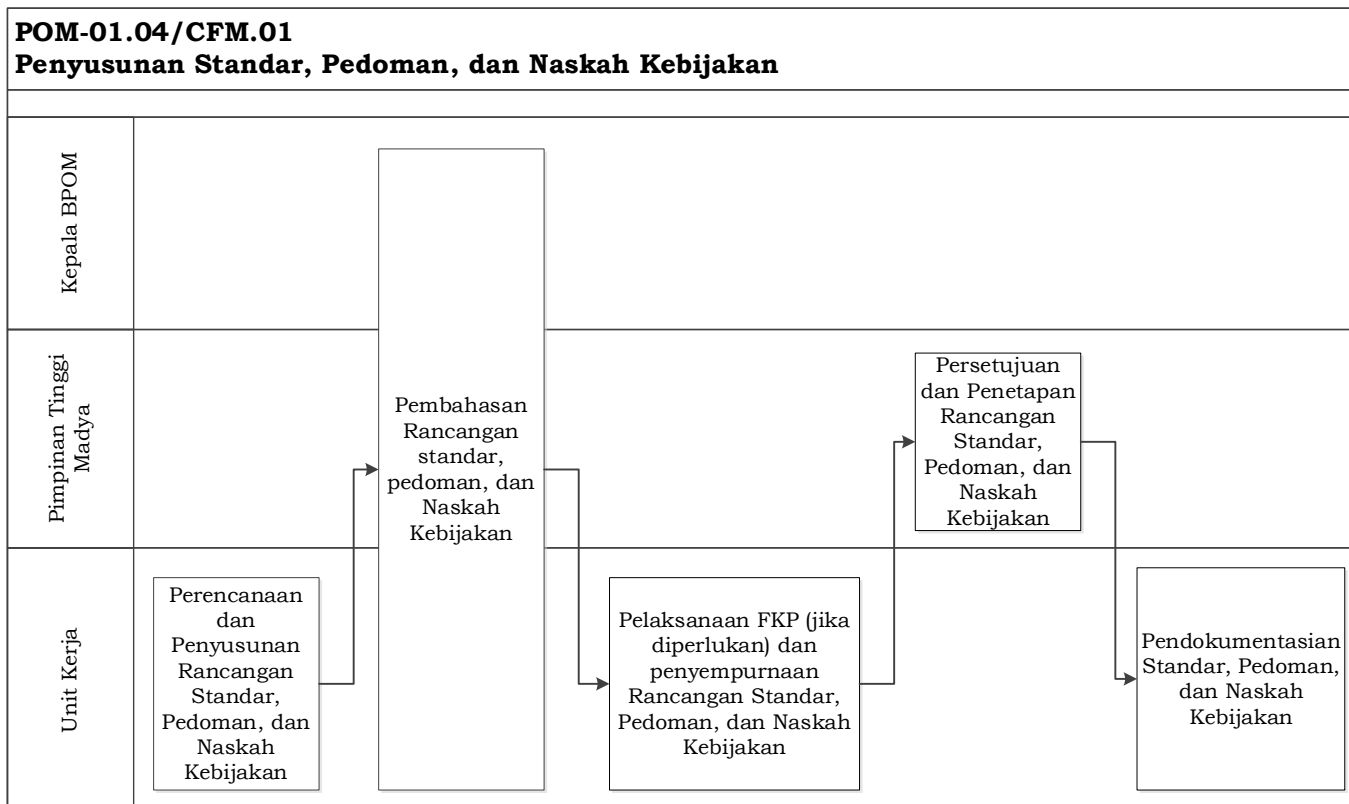 POM-01.04/CFM.01
Penyusunan Standar, Pedoman, dan Naskah Kebijakan
Kepala BPOM
Pimpinan Tinggi
Madya
Unit Kerja
Perencanaan
dan
Penyusunan
Rancangan
Standar,
Pedoman, dan
Naskah
Kebijakan
Pembahasan
Rancangan
standar,
pedoman, dan
Naskah
Kebijakan
Pelaksanaan FKP (jika
diperlukan) dan
penyempurnaan
Rancangan Standar,
Pedoman, dan Naskah
Kebijakan
Persetujuan
dan Penetapan
Rancangan
Standar,
Pedoman, dan
Naskah
Kebijakan
Pendokumentasian
Standar, Pedoman,
dan Naskah
Kebijakan